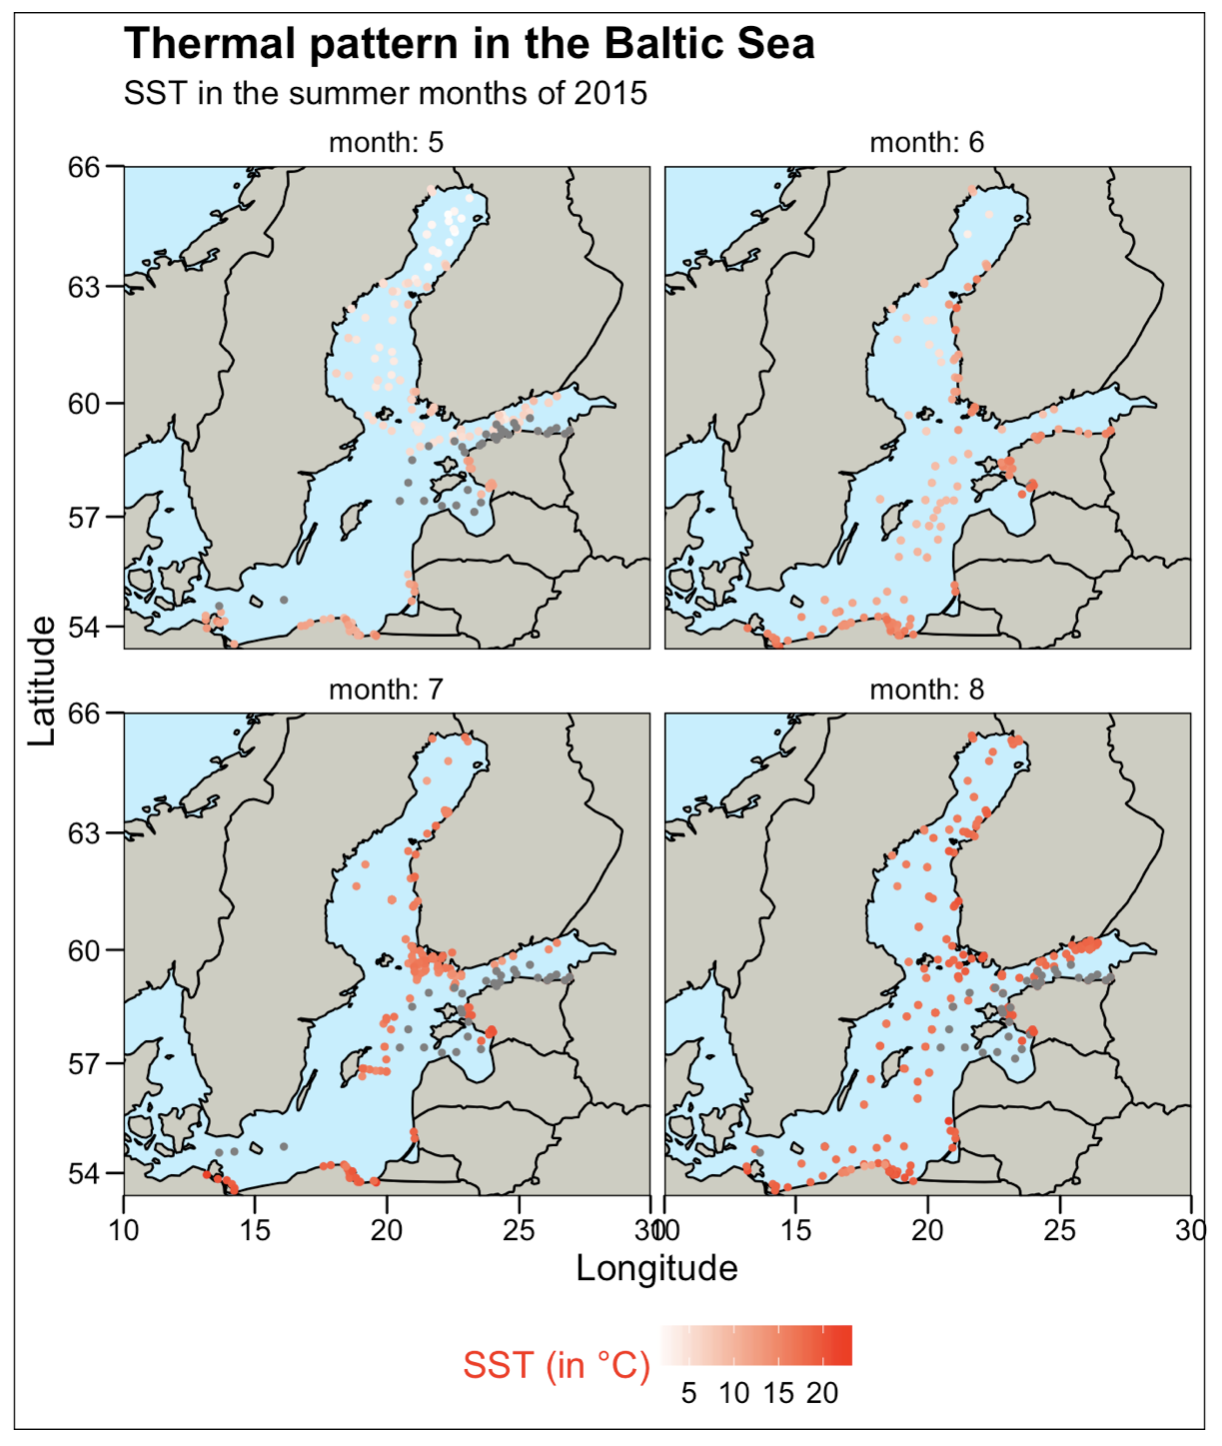 Thermal pattern in the Baltic Sea
SST in the summer months of 2015
month: 5
month: 6
66
63
60
57
54
month: 7
month: 8
66
63
60
57
54
Latitude
10 15 20 25 30
10 15 20 25 30
Longitude
SST (in °C)
5 10 15 20